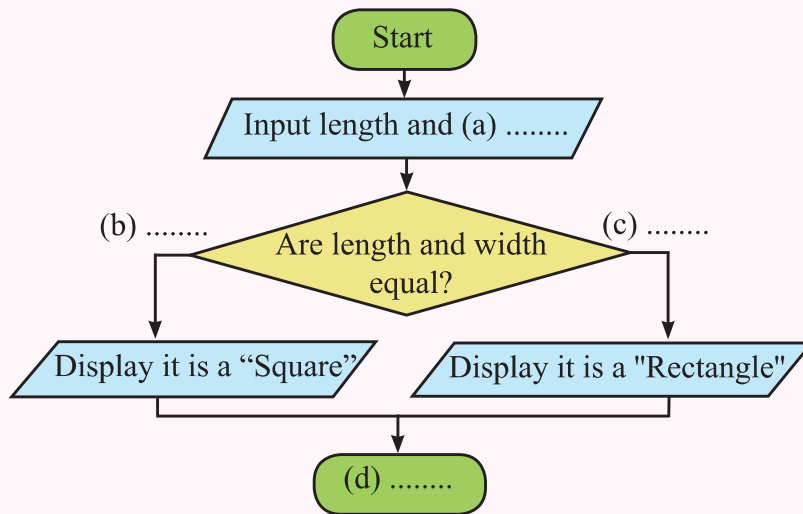 Start
Input length and (a) ........
(b) ........
(c) ........
Are length and width
equal?
Display it is a “Square”
Display it is a "Rectangle"
(d) ........